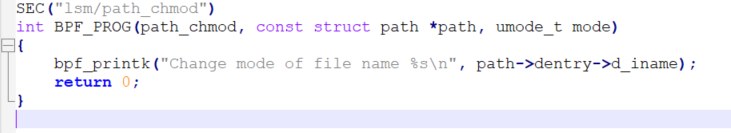 SEC("lsm/path_chmod")
int BPF_PROG(path_chmod, const struct path *path, umode_t mode)
{
    bpf_printk("Change mode of file name %s\n", path->dentry->d_iname);
    return 0;
}